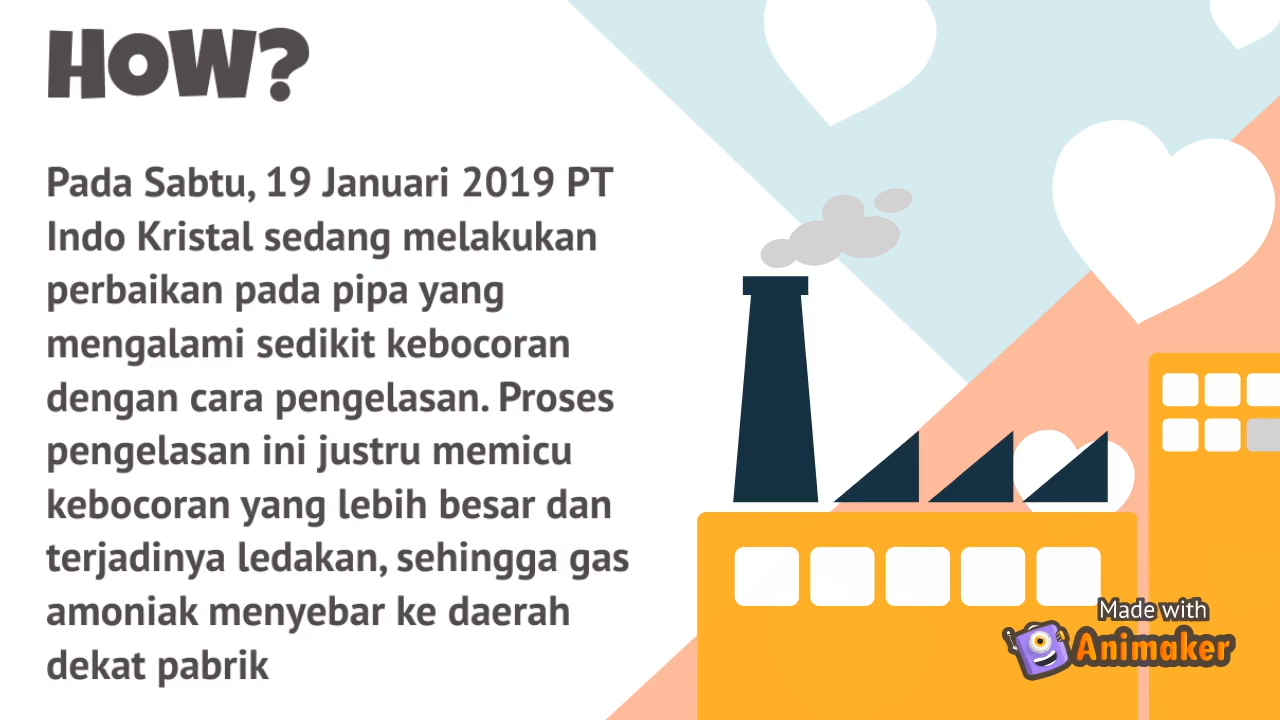 HOW?
Pada Sabtu, 19 Januari 2019 PT
Indo Kristal sedang melakukan
perbaikan pada pipa yang
mengalami sedikit kebocoran
dengan cara pengelasan. Proses
pengelasan ini justru memicu
kebocoran yang lebih besar dan
terjadinya ledakan, sehingga gas
amoniak menyebar ke daerah
dekat pabrik
Made with
Animaker